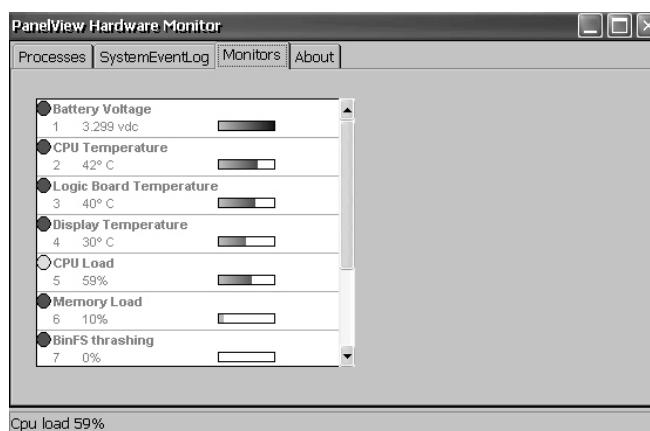 PanelView Hardware Monitor
Processes SystemEventLog Monitors About
Battery Voltage
1 3.299 vdc
CPU Temperature
2 42° C
Logic Board Temperature
3 40° C
Display Temperature
4 30° C
CPU Load
5 59%
Memory Load
6 10%
BinFS thrashing
7 0%
Cpu load 59%